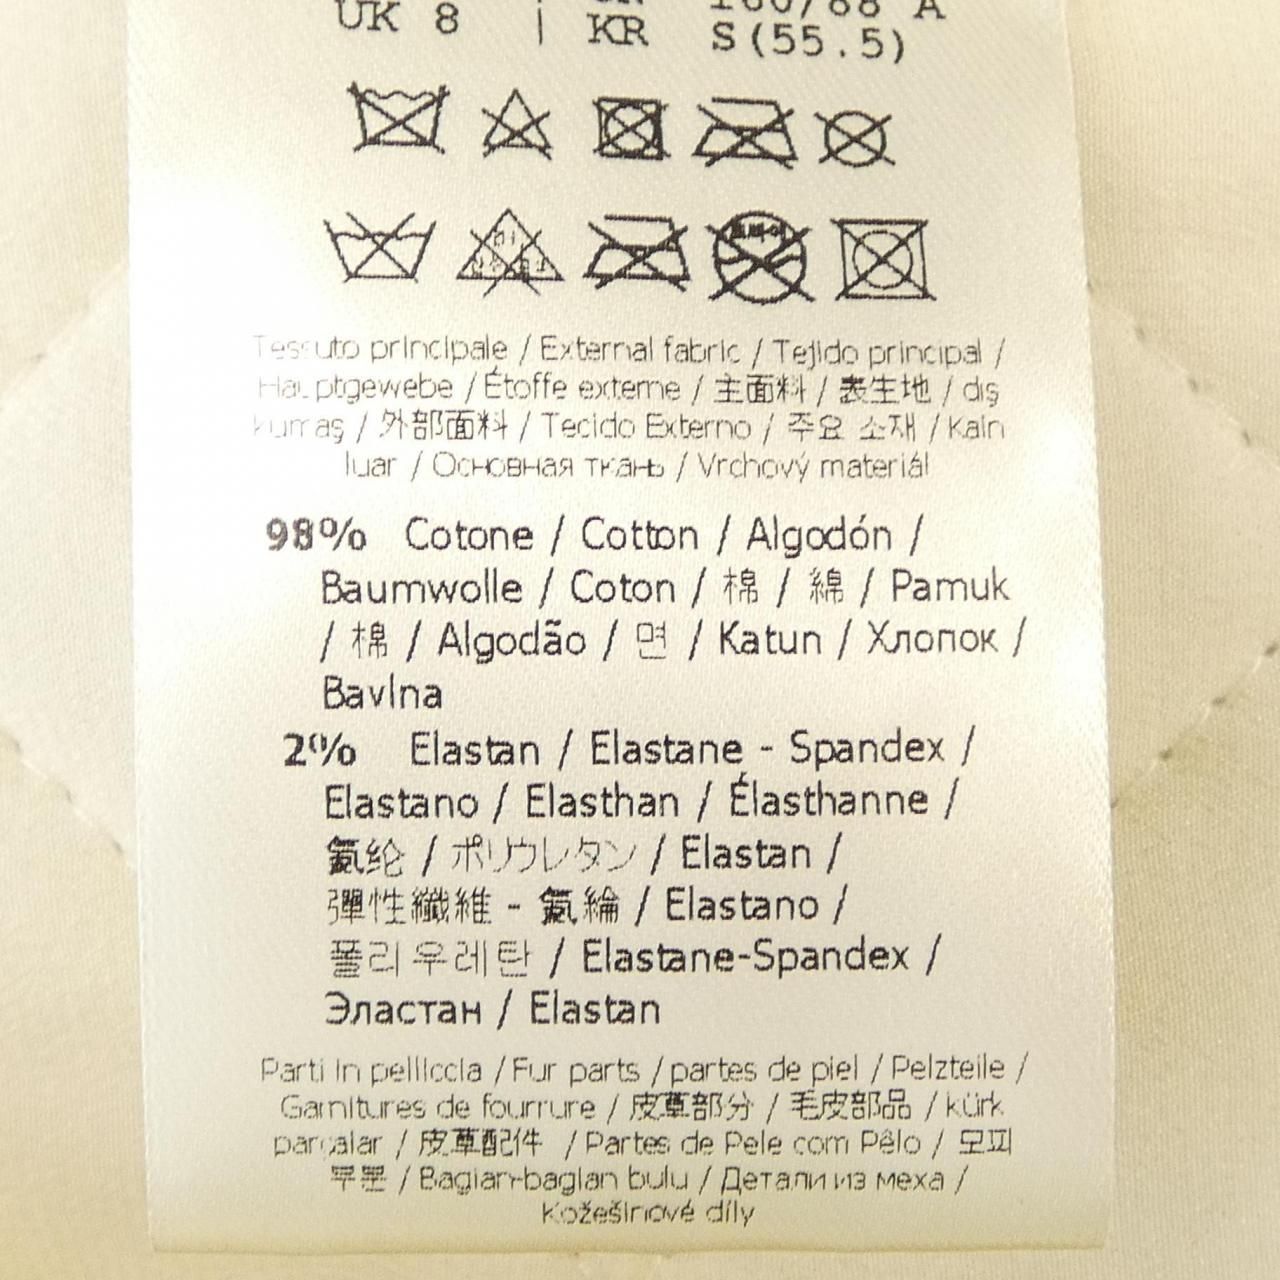 UK 8 | KR S(55.5)
Tessuto principale / External fabric / Tejido principal /
Hauptgewebe / Étoffe externe / 主面料 / 表生地 / dış
kumaş / 外部面料 / Tecido Externo / 주요 소재 / Kain
luar / Основная ткань / Vrchový materiál
98% Cotone / Cotton / Algodón /
Baumwolle / Coton / 棉 / 綿 / Pamuk
/ 棉 / Algodão / 면 / Katun / Хлопок /
Bavlna
2% Elastan / Elastane - Spandex /
Elastano / Elasthan / Élasthanne /
氨纶 / ポリウレタン / Elastan /
彈性纖維 - 氨綸 / Elastano /
폴리우레탄 / Elastane-Spandex /
Эластан / Elastan
Parti in pelliccia / Fur parts / partes de piel / Pelzteile /
Garnitures de fourrure / 皮草部分 / 毛皮部品 / kürk
parçalar / 皮草配件 / Partes de Pele com Pêlo / 모피
부분 / Bagian-bagian bulu / Детали из меха /
Kožešinové díly